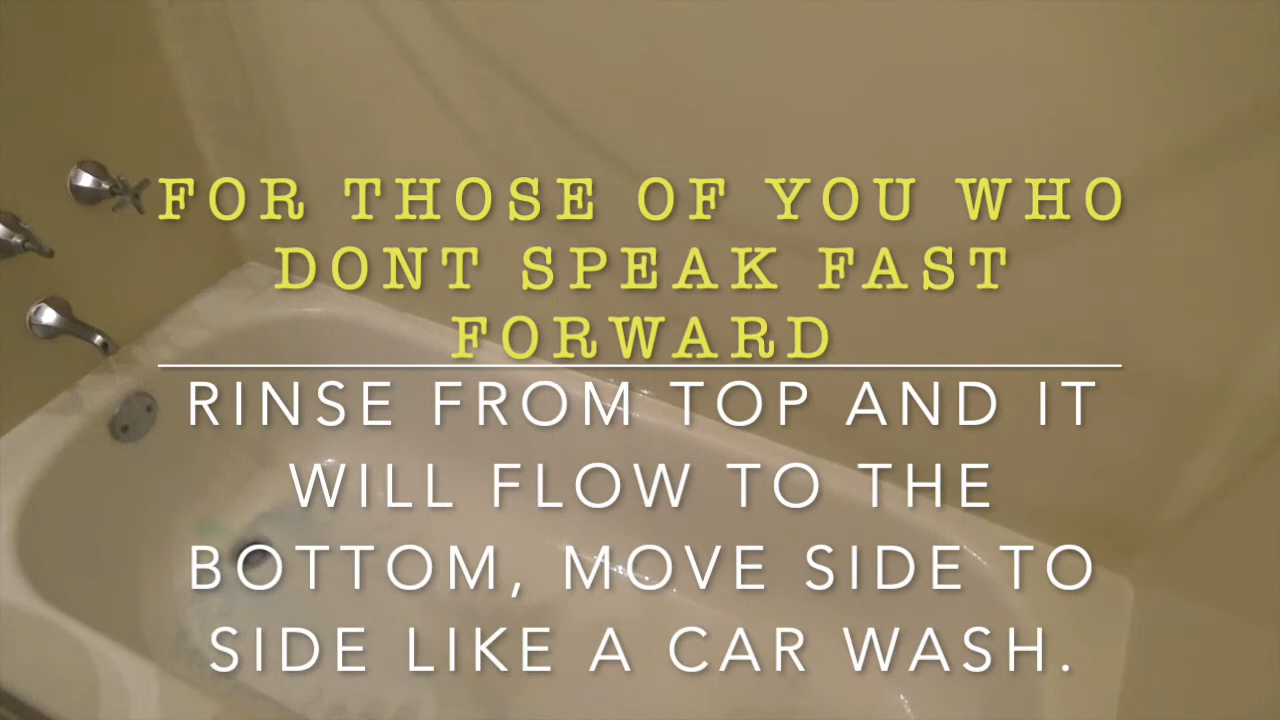 FOR THOSE OF YOU WHO
DONT SPEAK FAST
FORWARD
RINSE FROM TOP AND IT
WILL FLOW TO THE
BOTTOM, MOVE SIDE TO
SIDE LIKE A CAR WASH.